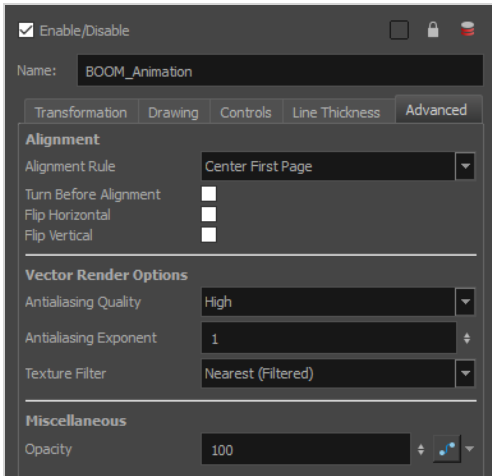 Enable/Disable
Name: BOOM_Animation
Transformation Drawing Controls Line Thickness Advanced
Alignment
Alignment Rule Center First Page
Turn Before Alignment
Flip Horizontal
Flip Vertical
Vector Render Options
Antialiasing Quality High
Antialiasing Exponent 1
Texture Filter Nearest (Filtered)
Miscellaneous
Opacity 100